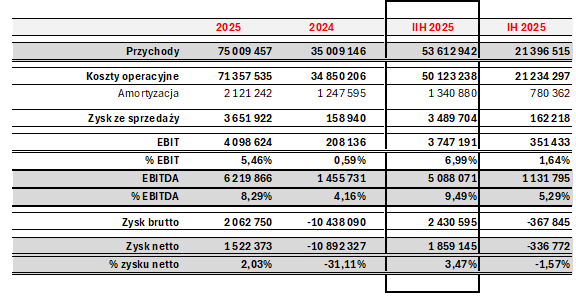 2025 2024 IIH 2025 IH 2025
Przychody 75 009 457 35 009 146 53 612 942 21 396 515
Koszty operacyjne 71 357 535 34 850 206 50 123 238 21 234 297
Amortyzacja 2 121 242 1 247 595 1 340 880 780 362
Zysk ze sprzedaży 3 651 922 158 940 3 489 704 162 218
EBIT 4 098 624 208 136 3 747 191 351 433
% EBIT 5,46% 0,59% 6,99% 1,64%
EBITDA 6 219 866 1 455 731 5 088 071 1 131 795
% EBITDA 8,29% 4,16% 9,49% 5,29%
Zysk brutto 2 062 750 -10 438 090 2 430 595 -367 845
Zysk netto 1 522 373 -10 892 327 1 859 145 -336 772
% zysku netto 2,03% -31,11% 3,47% -1,57%